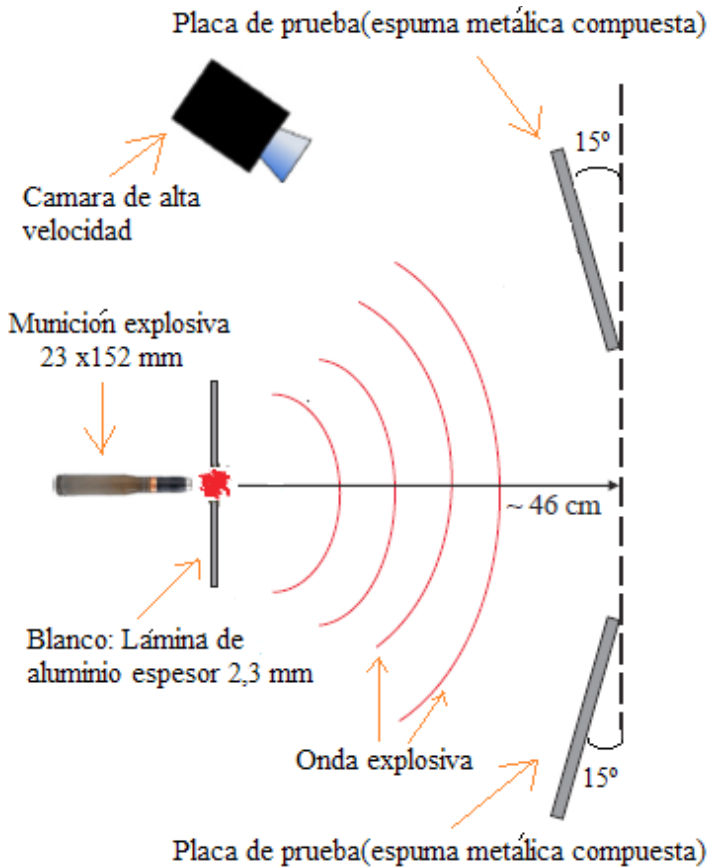 Placa de prueba(espuma metálica compuesta)
15º
Camara de alta
velocidad
Munición explosiva
23 x152 mm
~ 46 cm
Blanco: Lámina de
aluminio espesor 2,3 mm
Onda explosiva
15º
Placa de prueba(espuma metálica compuesta)